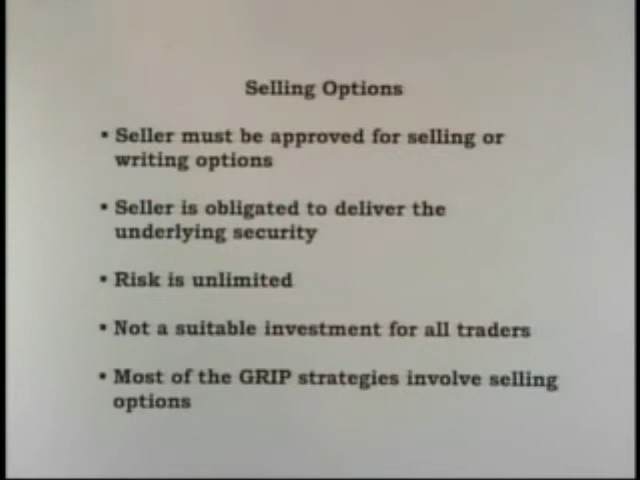 Selling Options
▪ Seller must be approved for selling or
writing options
▪ Seller is obligated to deliver the
underlying security
▪ Risk is unlimited
▪ Not a suitable investment for all traders
▪ Most of the GRIP strategies involve selling
options